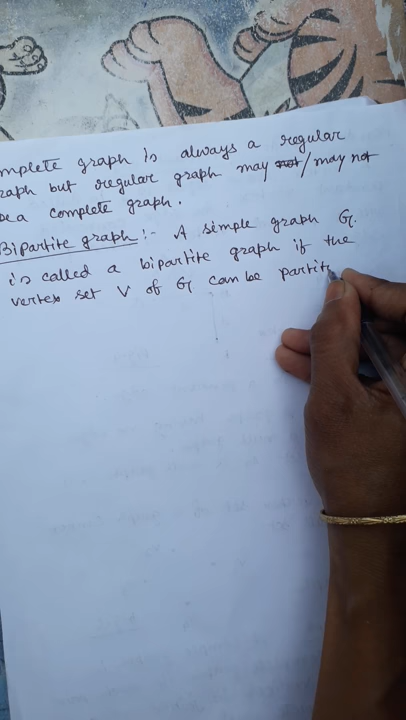 mplete graph is always a regular
raph but regular graph may not/may not
be a complete graph.
Bipartite graph:- A simple graph G.
is called a bipartite graph if the
vertex set V of G can be partit